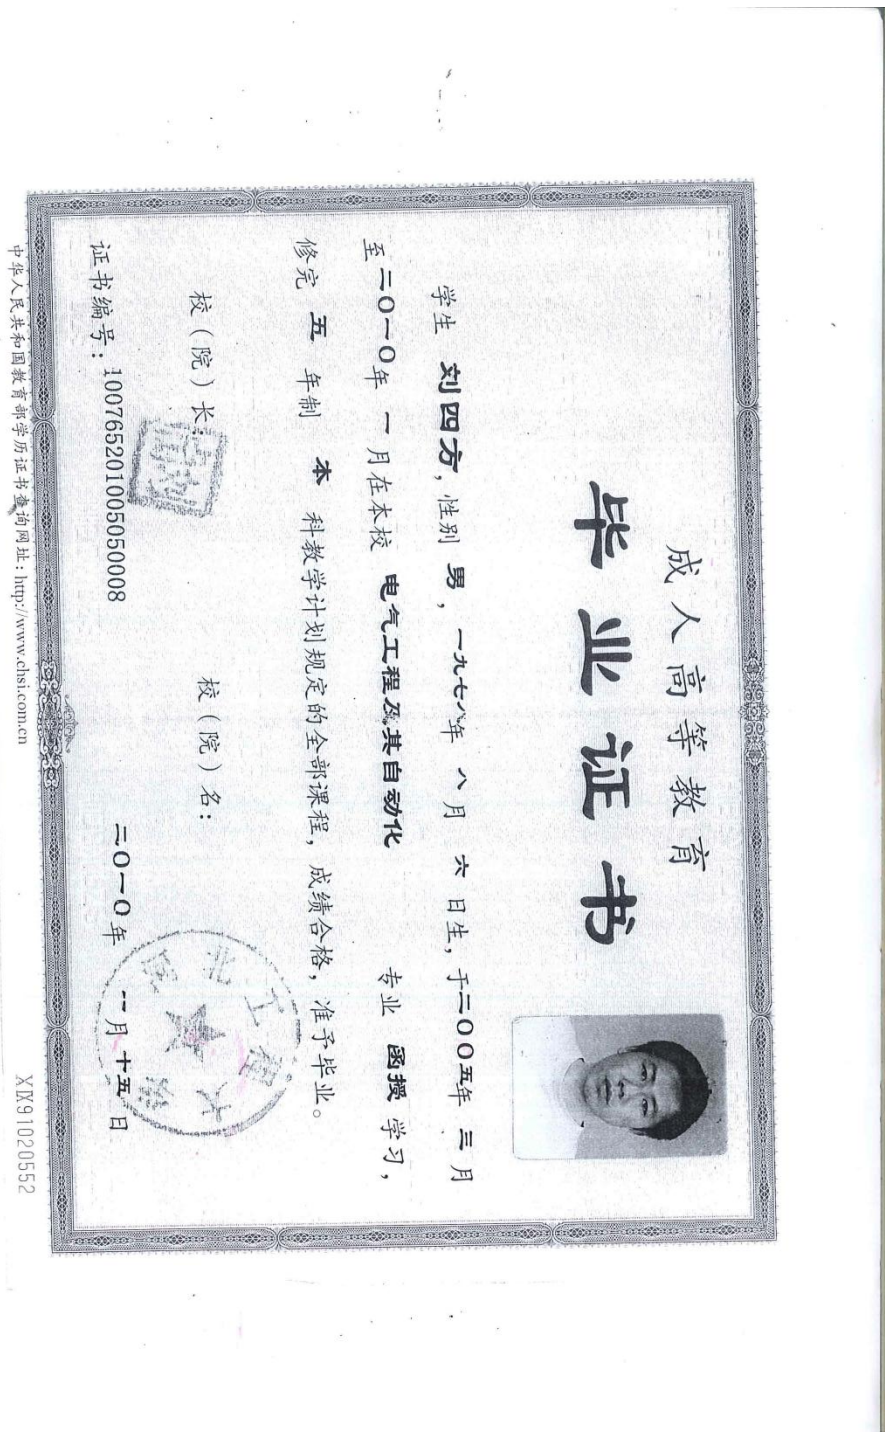 成人高等教育
毕业证书
学生 刘四方，性别 男，一九七八年 八月 六 日生，于二〇〇五年 三月
至二〇一〇年 一月在本校 电气工程及其自动化 专业 函授 学习，
修完 五 年制 本 科教学计划规定的全部课程，成绩合格，准予毕业。
校（院）长：
校（院）名：
二〇一〇年 一月 十五 日
证书编号：100765201005050008
中华人民共和国教育部学历证书查询网址：http://www.chsi.com.cn
XⅨ91020552